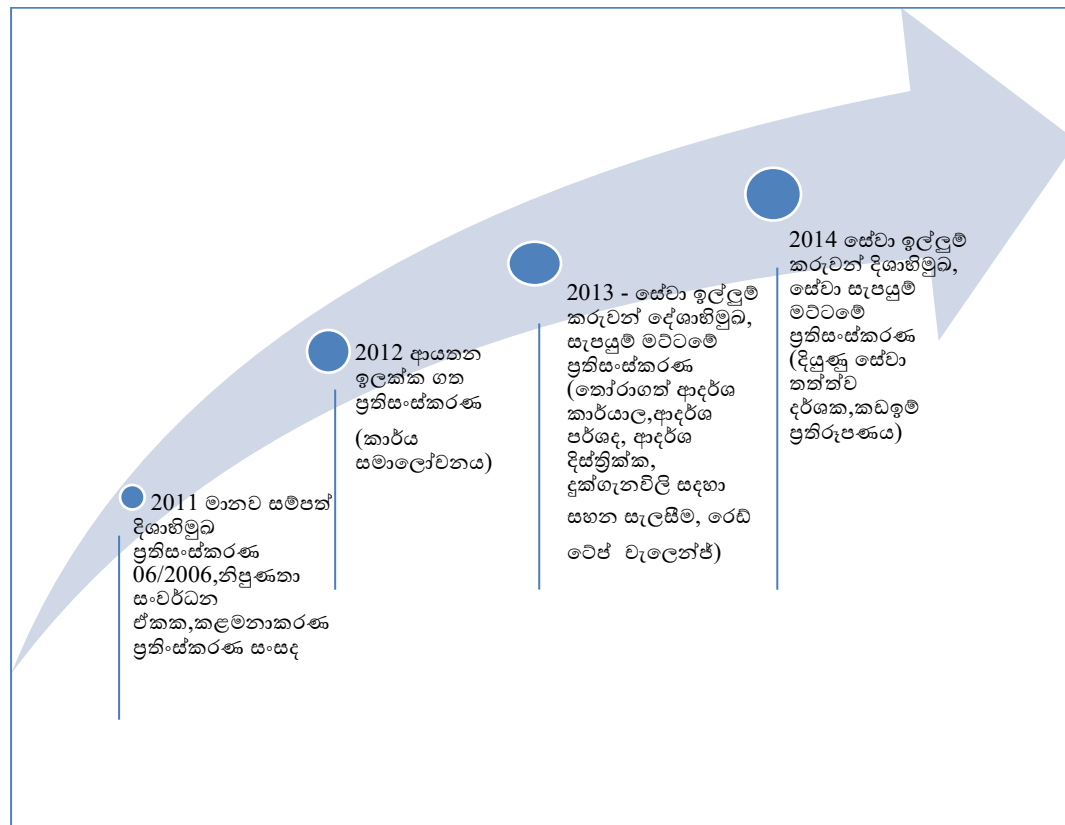 2011 මානව සම්පත්
දිශාභිමුඛ
ප්‍රතිසංස්කරණ
06/2006,නිපුණතා
සංවර්ධන
ඒකක,කළමනාකරණ
ප්‍රතිංස්කරණ සංසද
2012 ආයතන
ඉලක්ක ගත
ප්‍රතිසංස්කරණ
(කාර්ය
සමාලෝචනය)
2013 - සේවා ඉල්ලුම්
කරුවන් දේශාභිමුඛ,
සැපයුම් මට්ටමේ
ප්‍රතිසංස්කරණ
(තෝරාගත් ආදර්ශ
කාර්යාල,ආදර්ශ
පර්ශද, ආදර්ශ
දිස්ත්‍රික්ක,
දුක්ගැනවිලි සදහා
සහන සැලසීම, රෙඩ්
ටේප් චැලෙන්ජ්)
2014 සේවා ඉල්ලුම්
කරුවන් දිශාභිමුඛ,
සේවා සැපයුම්
මට්ටමේ
ප්‍රතිසංස්කරණ
(දියුණු සේවා
තත්ත්ව
දර්ශක,කඩඉම්
ප්‍රතිරූපණය)